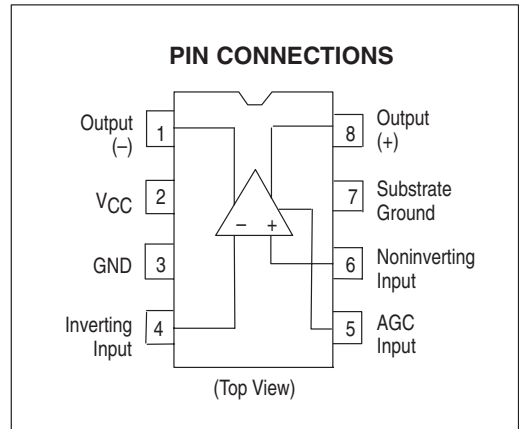 PIN CONNECTIONS
Output
(–)
1
8
Output
(+)
VCC
2
7
Substrate
Ground
GND
3
6
Noninverting
Input
Inverting
Input
4
5
AGC
Input
– +
(Top View)